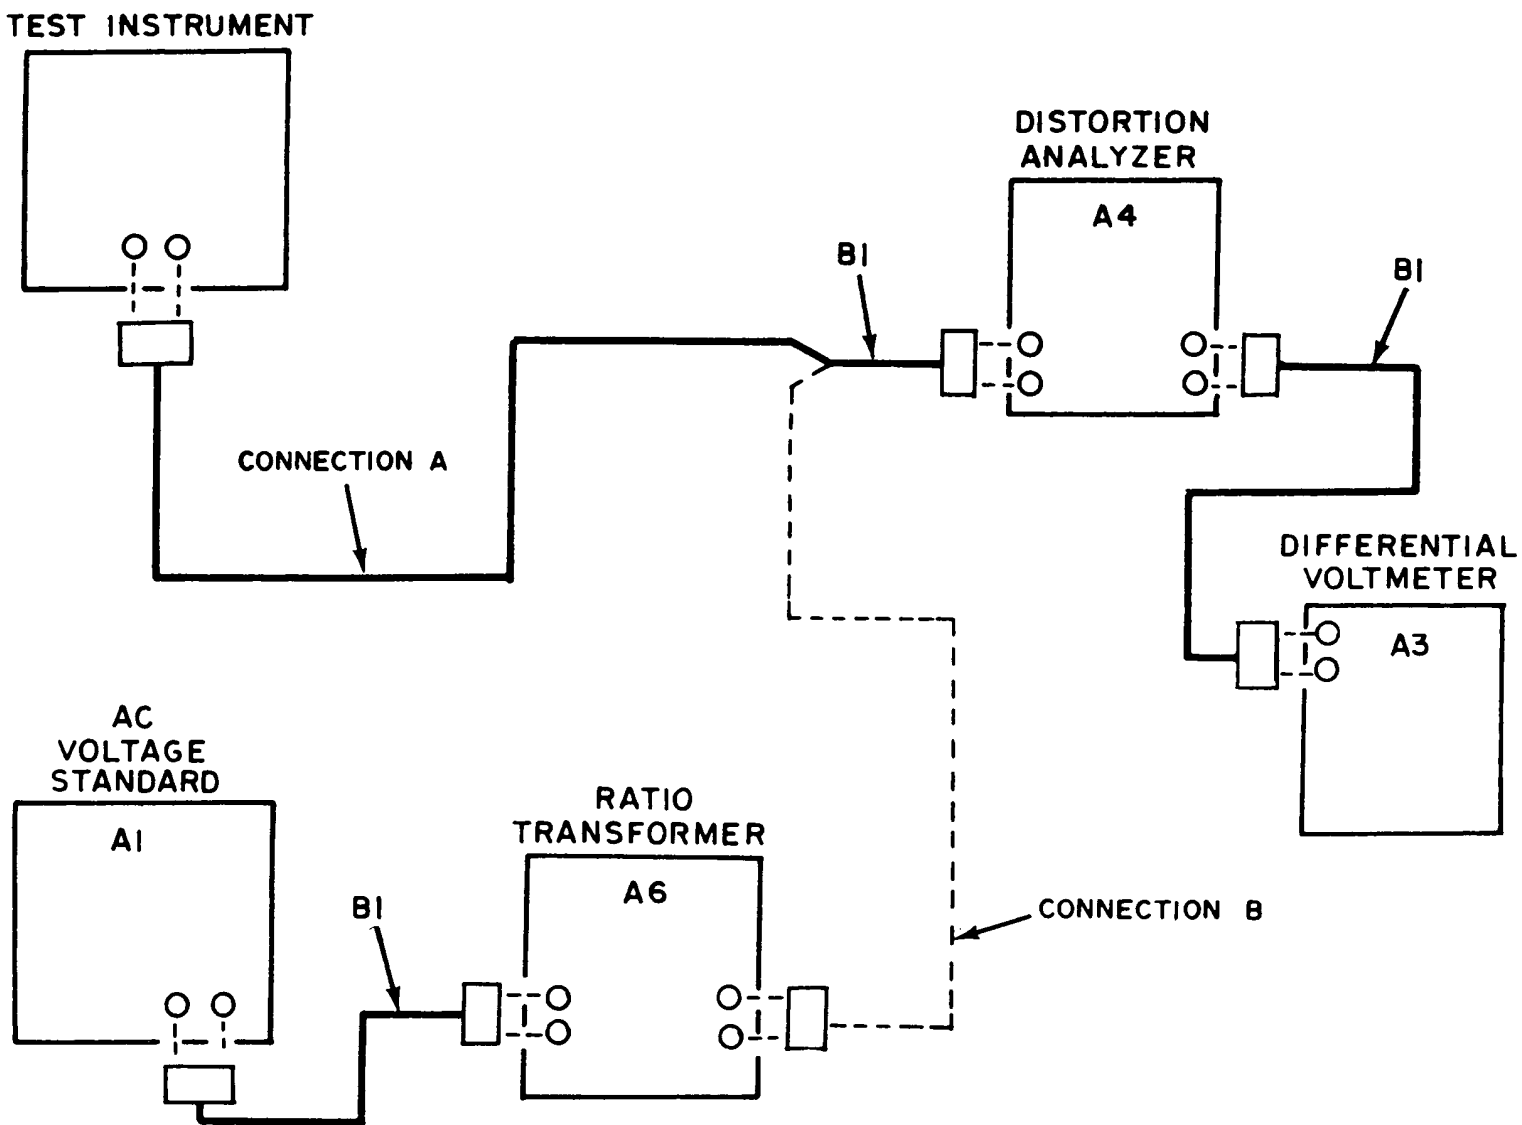 TEST INSTRUMENT
DISTORTION
ANALYZER
A4
B1
B1
CONNECTION A
DIFFERENTIAL
VOLTMETER
A3
AC
VOLTAGE
STANDARD
A1
RATIO
TRANSFORMER
A6
B1
CONNECTION B